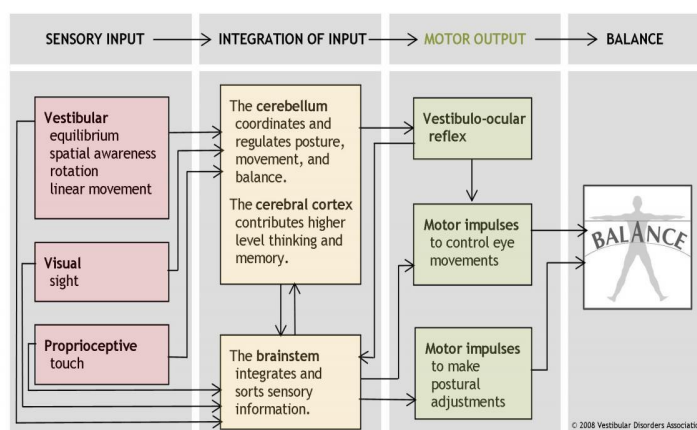 SENSORY INPUT
INTEGRATION OF INPUT
MOTOR OUTPUT
BALANCE
Vestibular
equilibrium
spatial awareness
rotation
linear movement
Visual
sight
Proprioceptive
touch
The cerebellum
coordinates and
regulates posture,
movement, and
balance.
The cerebral cortex
contributes higher
level thinking and
memory.
The brainstem
integrates and
sorts sensory
information.
Vestibulo-ocular
reflex
Motor impulses
to control eye
movements
Motor impulses
to make
postural
adjustments
BALANCE
© 2008 Vestibular Disorders Associati